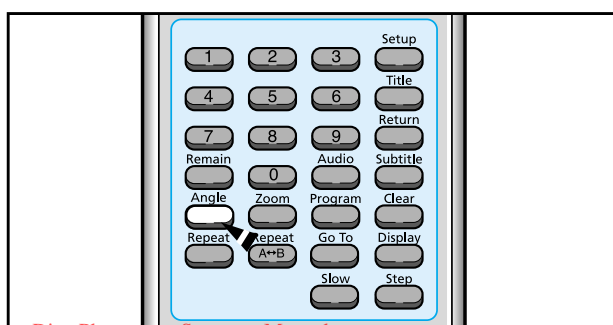 Setup
1 2 3
Title
4 5 6
Return
7 8 9
Remain Audio Subtitle
0
Angle Zoom Program Clear
Repeat Repeat Go To Display
A↔B
Slow Step